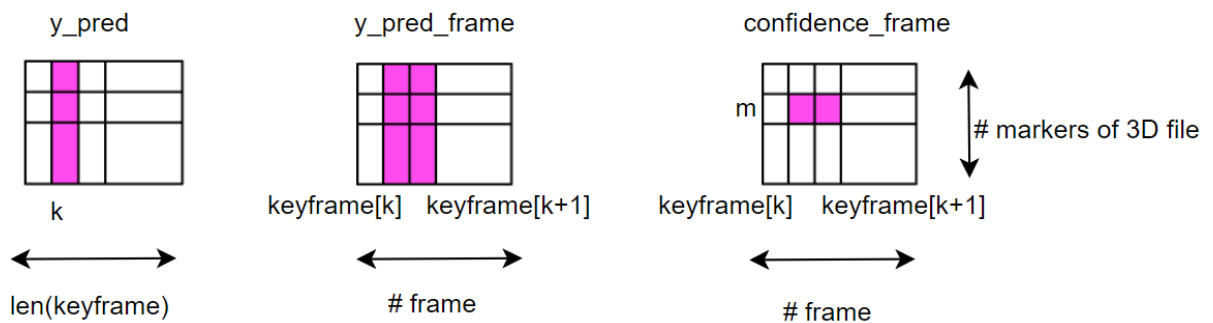 y_pred
y_pred_frame
confidence_frame
m
# markers of 3D file
k
keyframe[k]
keyframe[k+1]
keyframe[k]
keyframe[k+1]
len(keyframe)
# frame
# frame